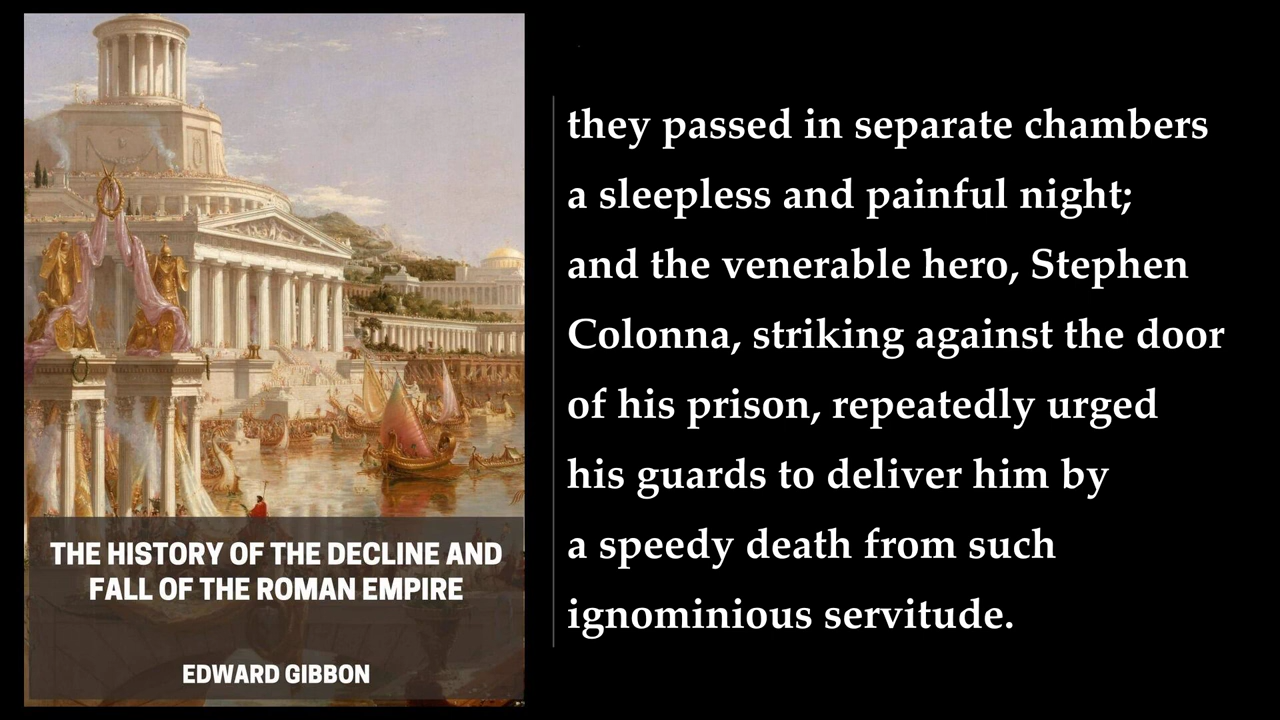 they passed in separate chambers
a sleepless and painful night;
and the venerable hero, Stephen
Colonna, striking against the door
of his prison, repeatedly urged
his guards to deliver him by
a speedy death from such
ignominious servitude.
THE HISTORY OF THE DECLINE AND
FALL OF THE ROMAN EMPIRE
EDWARD GIBBON